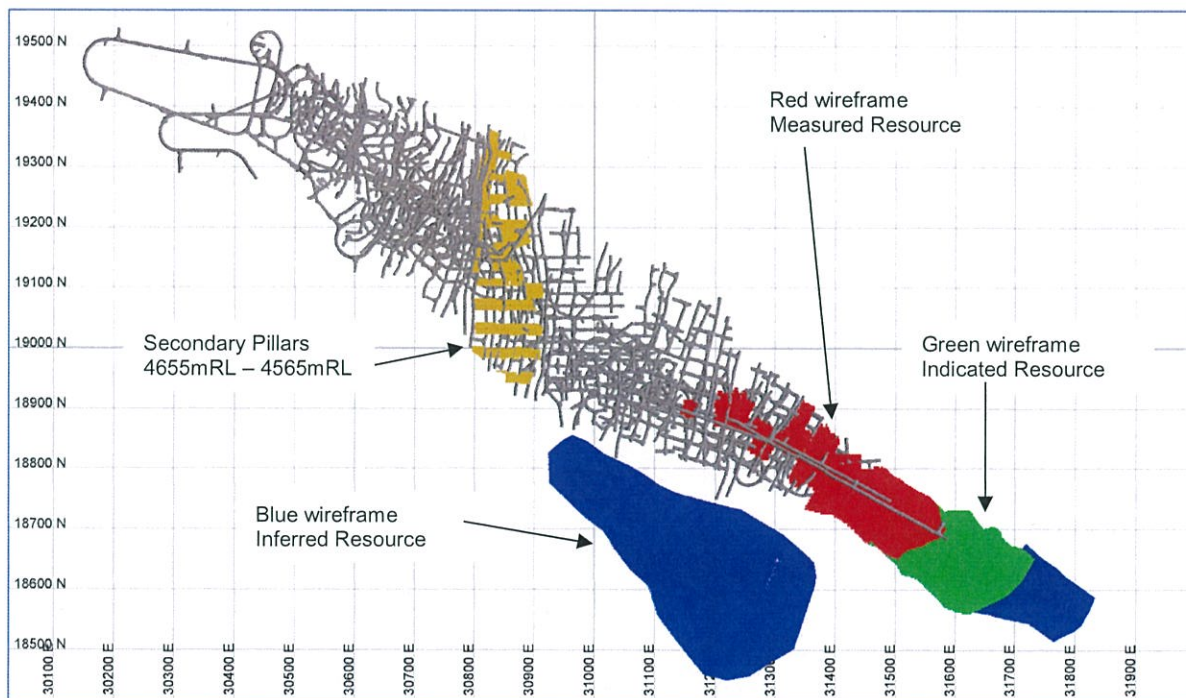 19500 N
19400 N
19300 N
19200 N
19100 N
19000 N
18900 N
18800 N
18700 N
18600 N
18500 N
Red wireframe
Measured Resource
Secondary Pillars
4655mRL – 4565mRL
Green wireframe
Indicated Resource
Blue wireframe
Inferred Resource
30100 E
30200 E
30300 E
30400 E
30500 E
30600 E
30700 E
30800 E
30900 E
31000 E
31100 E
31200 E
31300 E
31400 E
31500 E
31600 E
31700 E
31800 E
31900 E